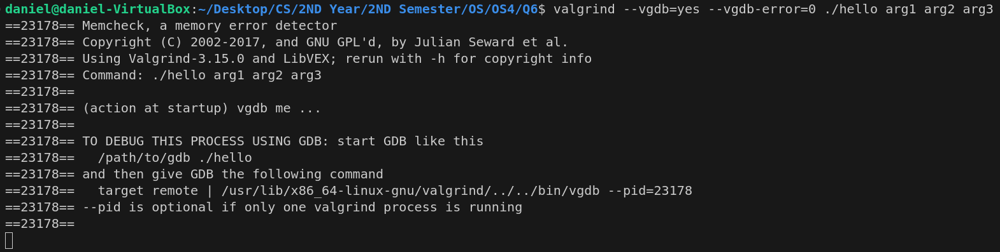 daniel@daniel-VirtualBox:~/Desktop/CS/2ND Year/2ND Semester/OS/OS4/Q6$ valgrind --vgdb=yes --vgdb-error=0 ./hello arg1 arg2 arg3
==23178== Memcheck, a memory error detector
==23178== Copyright (C) 2002-2017, and GNU GPL'd, by Julian Seward et al.
==23178== Using Valgrind-3.15.0 and LibVEX; rerun with -h for copyright info
==23178== Command: ./hello arg1 arg2 arg3
==23178==
==23178== (action at startup) vgdb me ...
==23178==
==23178== TO DEBUG THIS PROCESS USING GDB: start GDB like this
==23178==   /path/to/gdb ./hello
==23178== and then give GDB the following command
==23178==   target remote | /usr/lib/x86_64-linux-gnu/valgrind/../../bin/vgdb --pid=23178
==23178== --pid is optional if only one valgrind process is running
==23178==